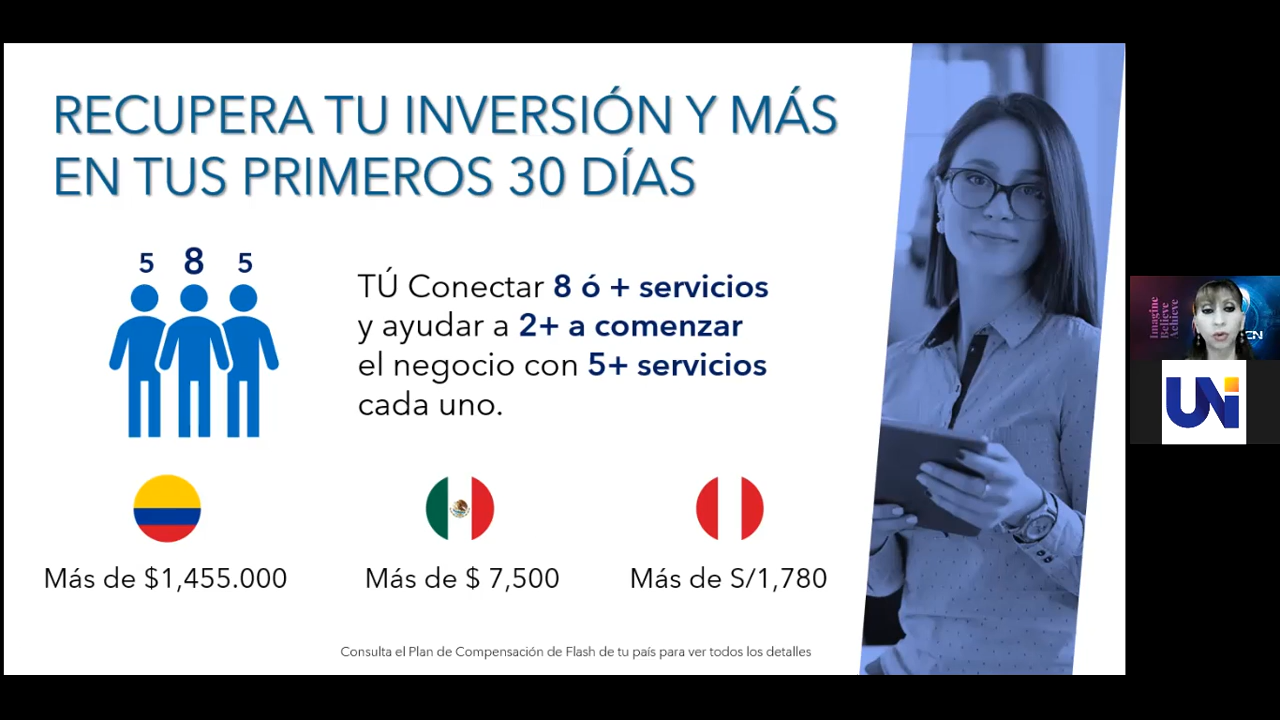 RECUPERA TU INVERSIÓN Y MÁS
EN TUS PRIMEROS 30 DÍAS
5 8 5
TÚ Conectar 8 ó + servicios
y ayudar a 2+ a comenzar
el negocio con 5+ servicios
cada uno.
Más de $1,455.000
Más de $ 7,500
Más de S/1,780
Consulta el Plan de Compensación de Flash de tu país para ver todos los detalles
Imagine
Believe
Achieve
CN
UNi